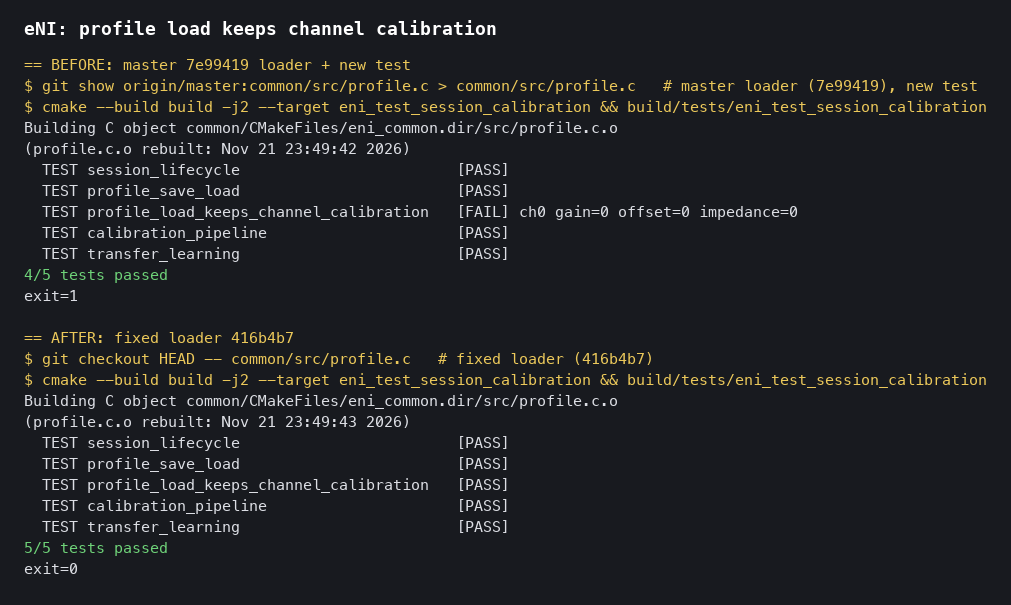 eNI: profile load keeps channel calibration
== BEFORE: master 7e99419 loader + new test
$ git show origin/master:common/src/profile.c > common/src/profile.c   # master loader (7e99419), new test
$ cmake --build build -j2 --target eni_test_session_calibration && build/tests/eni_test_session_calibration
Building C object common/CMakeFiles/eni_common.dir/src/profile.c.o
(profile.c.o rebuilt: Nov 21 23:49:42 2026)
  TEST session_lifecycle                        [PASS]
  TEST profile_save_load                        [PASS]
  TEST profile_load_keeps_channel_calibration   [FAIL] ch0 gain=0 offset=0 impedance=0
  TEST calibration_pipeline                     [PASS]
  TEST transfer_learning                        [PASS]
4/5 tests passed
exit=1
== AFTER: fixed loader 416b4b7
$ git checkout HEAD -- common/src/profile.c   # fixed loader (416b4b7)
$ cmake --build build -j2 --target eni_test_session_calibration && build/tests/eni_test_session_calibration
Building C object common/CMakeFiles/eni_common.dir/src/profile.c.o
(profile.c.o rebuilt: Nov 21 23:49:43 2026)
  TEST session_lifecycle                        [PASS]
  TEST profile_save_load                        [PASS]
  TEST profile_load_keeps_channel_calibration   [PASS]
  TEST calibration_pipeline                     [PASS]
  TEST transfer_learning                        [PASS]
5/5 tests passed
exit=0